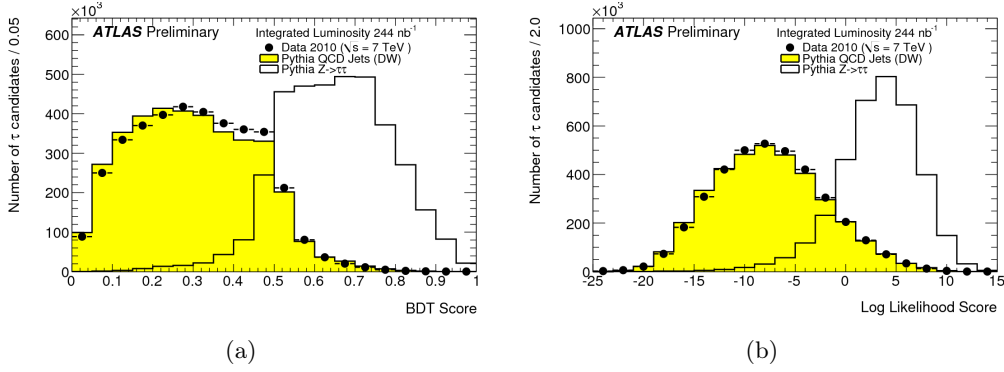 ×10³
600
500
400
300
200
100
0
Number of τ candidates / 0.05
ATLAS Preliminary
Integrated Luminosity 244 nb⁻¹
Data 2010 (√s = 7 TeV )
Pythia QCD Jets (DW)
Pythia Z->ττ
0 0.1 0.2 0.3 0.4 0.5 0.6 0.7 0.8 0.9 1
BDT Score
(a)
×10³
1000
800
600
400
200
0
Number of τ candidates / 2.0
ATLAS Preliminary
Integrated Luminosity 244 nb⁻¹
Data 2010 (√s = 7 TeV )
Pythia QCD Jets (DW)
Pythia Z->ττ
-25 -20 -15 -10 -5 0 5 10 15
Log Likelihood Score
(b)